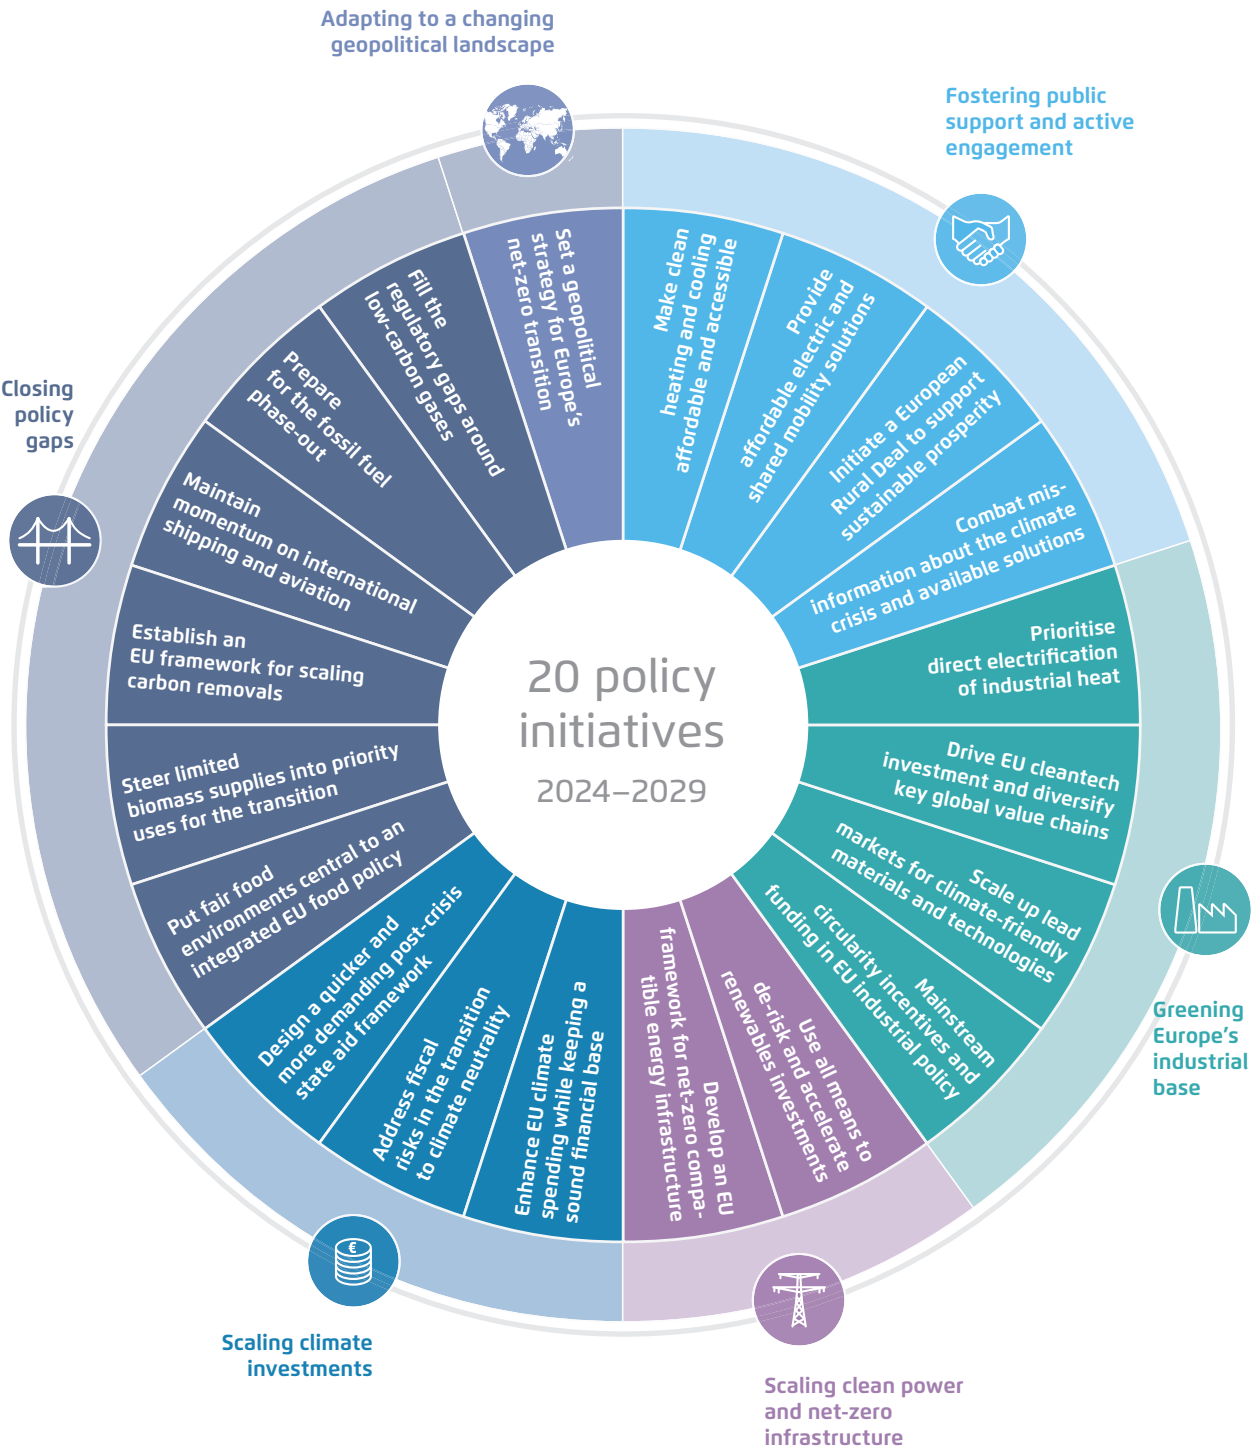 Adapting to a changing
geopolitical landscape
Fostering public
support and active
engagement
Make clean
heating and cooling
affordable and accessible
Provide
affordable electric and
shared mobility solutions
Initiate a European
Rural Deal to support
sustainable prosperity
Combat mis-
information about the climate
crisis and available solutions
Prioritise
direct electrification
of industrial heat
Drive EU cleantech
investment and diversify
key global value chains
Scale up lead
markets for climate-friendly
materials and technologies
Mainstream
circularity incentives and
funding in EU industrial policy
Greening
Europe’s
industrial
base
Use all means to
de-risk and accelerate
renewables investments
Develop an EU
framework for net-zero compa-
tible energy infrastructure
Scaling clean power
and net-zero
infrastructure
Enhance EU climate
spending while keeping a
sound financial base
Address fiscal
risks in the transition
to climate neutrality
Design a quicker and
more demanding post-crisis
state aid framework
€
Scaling climate
investments
Put fair food
environments central to an
integrated EU food policy
Steer limited
biomass supplies into priority
uses for the transition
Establish an
EU framework for scaling
carbon removals
Maintain
momentum on international
shipping and aviation
Prepare
for the fossil fuel
phase-out
Fill the
regulatory gaps around
low-carbon gases
Closing
policy
gaps
Set a geopolitical
strategy for Europe’s
net-zero transition
20 policy
initiatives
2024–2029